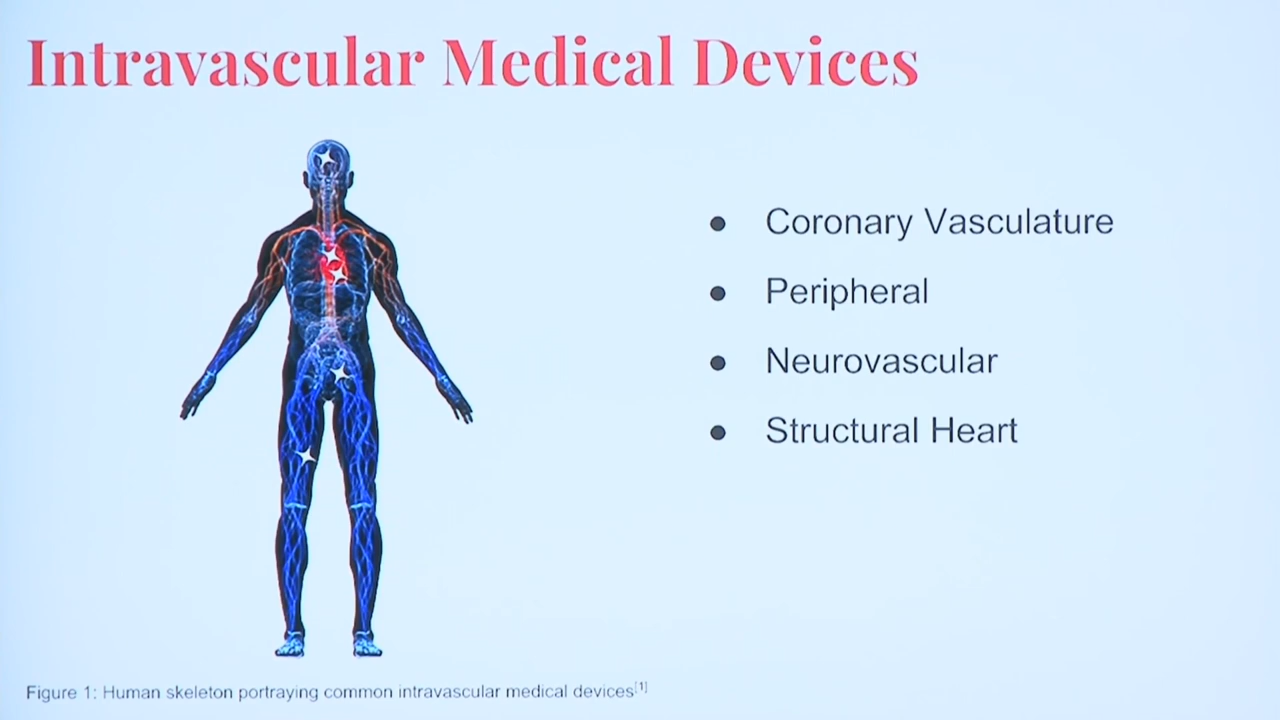 Intravascular Medical Devices
● Coronary Vasculature
● Peripheral
● Neurovascular
● Structural Heart
Figure 1: Human skeleton portraying common intravascular medical devices[1]